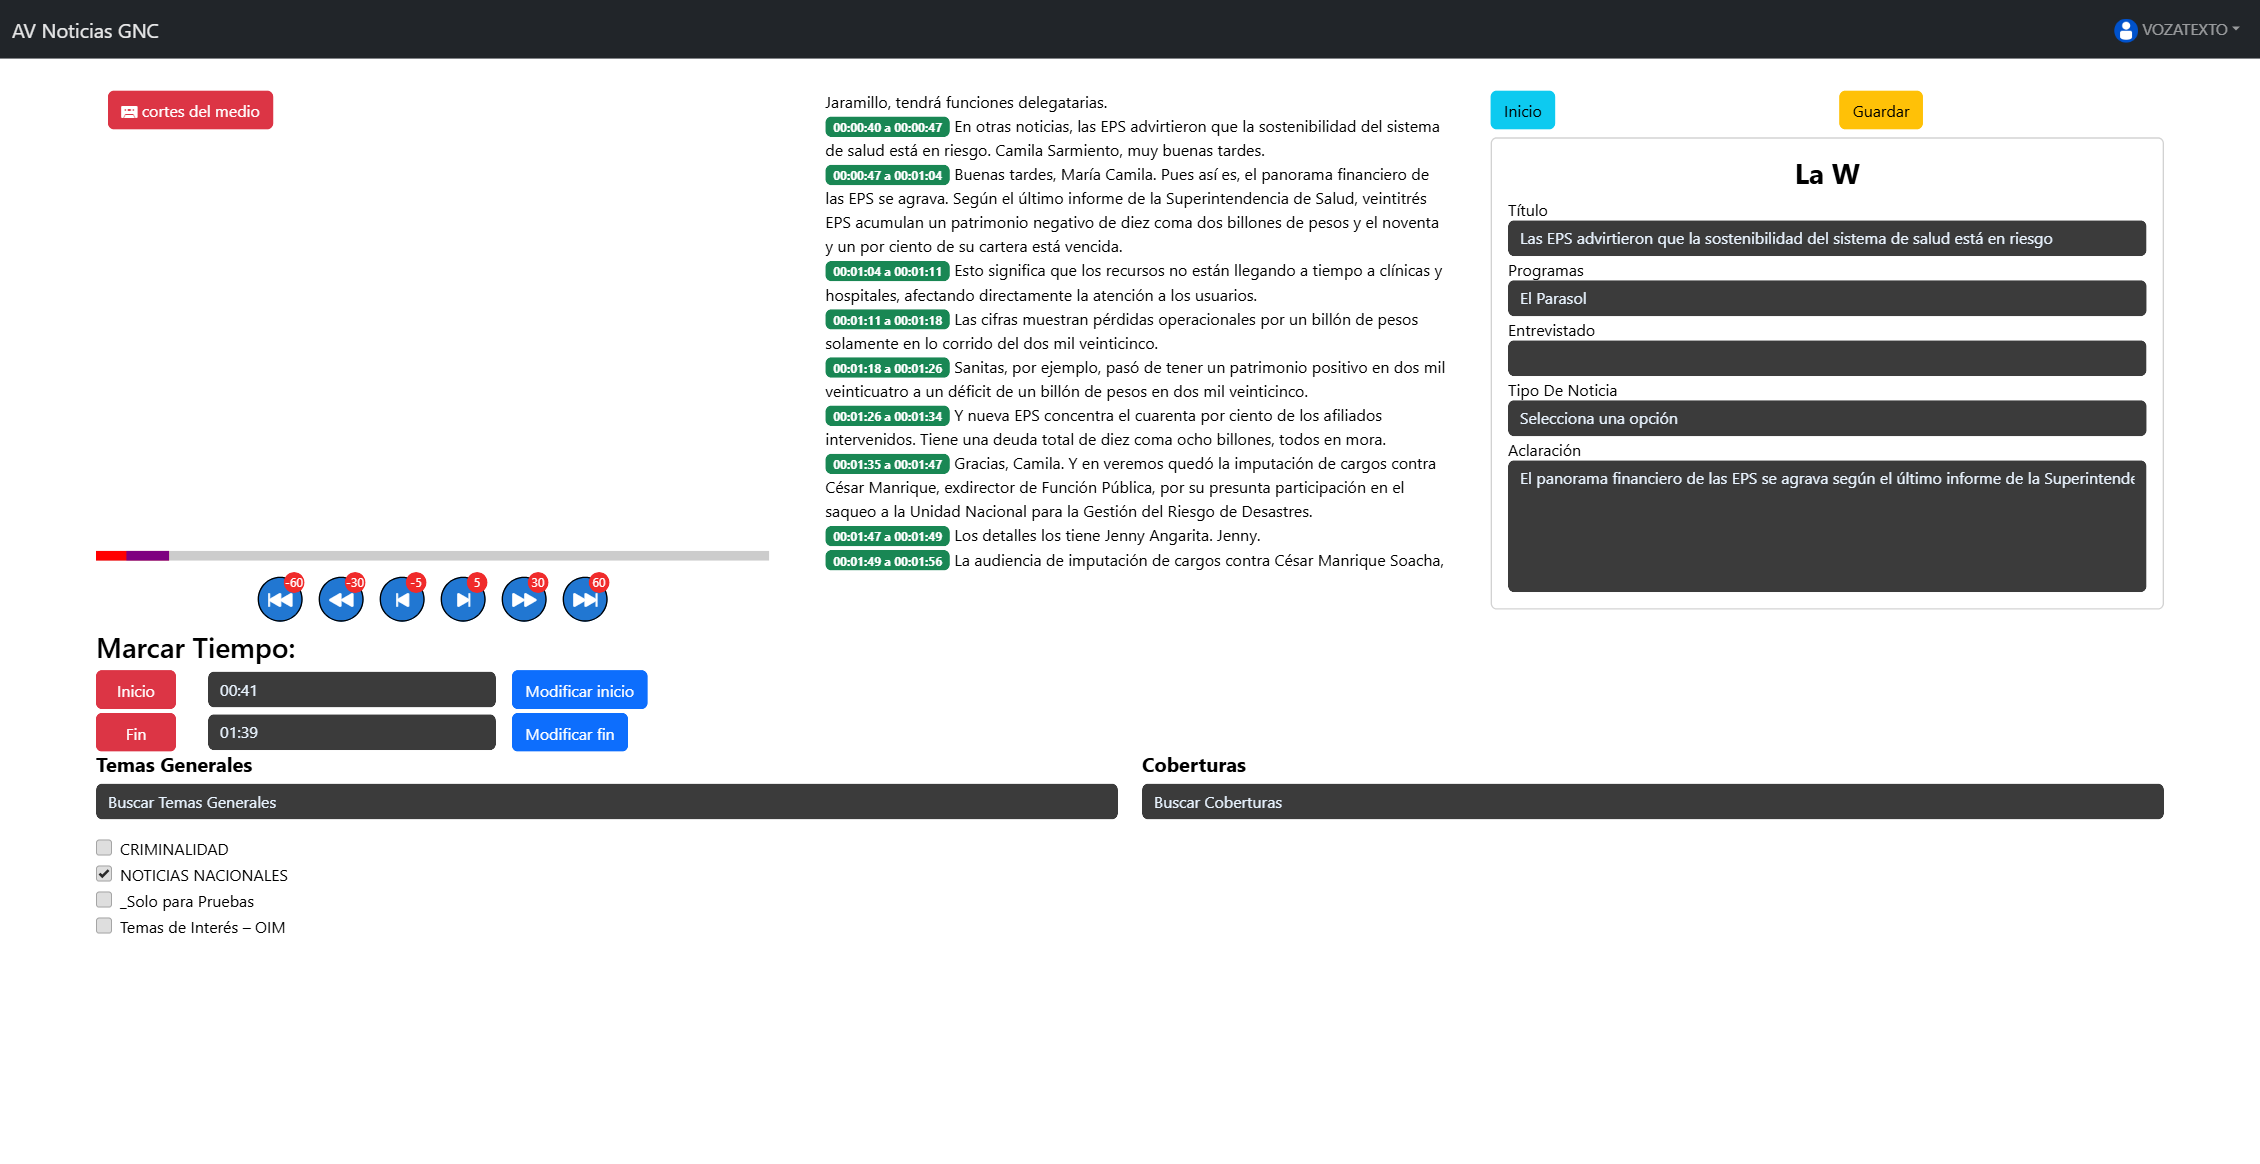 AV Noticias GNC
VOZATEXTO
cortes del medio
-60
-30
-5
5
30
60
Marcar Tiempo:
Inicio
00:41
Modificar inicio
Fin
01:39
Modificar fin
Jaramillo, tendrá funciones delegatarias.
00:00:40 a 00:00:47 En otras noticias, las EPS advirtieron que la sostenibilidad del sistema
de salud está en riesgo. Camila Sarmiento, muy buenas tardes.
00:00:47 a 00:01:04 Buenas tardes, María Camila. Pues así es, el panorama financiero de
las EPS se agrava. Según el último informe de la Superintendencia de Salud, veintitrés
EPS acumulan un patrimonio negativo de diez coma dos billones de pesos y el noventa
y un por ciento de su cartera está vencida.
00:01:04 a 00:01:11 Esto significa que los recursos no están llegando a tiempo a clínicas y
hospitales, afectando directamente la atención a los usuarios.
00:01:11 a 00:01:18 Las cifras muestran pérdidas operacionales por un billón de pesos
solamente en lo corrido del dos mil veinticinco.
00:01:18 a 00:01:26 Sanitas, por ejemplo, pasó de tener un patrimonio positivo en dos mil
veinticuatro a un déficit de un billón de pesos en dos mil veinticinco.
00:01:26 a 00:01:34 Y nueva EPS concentra el cuarenta por ciento de los afiliados
intervenidos. Tiene una deuda total de diez coma ocho billones, todos en mora.
00:01:35 a 00:01:47 Gracias, Camila. Y en veremos quedó la imputación de cargos contra
César Manrique, exdirector de Función Pública, por su presunta participación en el
saqueo a la Unidad Nacional para la Gestión del Riesgo de Desastres.
00:01:47 a 00:01:49 Los detalles los tiene Jenny Angarita. Jenny.
00:01:49 a 00:01:56 La audiencia de imputación de cargos contra César Manrique Soacha,
Inicio
Guardar
La W
Título
Las EPS advirtieron que la sostenibilidad del sistema de salud está en riesgo
Programas
El Parasol
Entrevistado
Tipo De Noticia
Selecciona una opción
Aclaración
El panorama financiero de las EPS se agrava según el último informe de la Superintende
Temas Generales
Buscar Temas Generales
CRIMINALIDAD
NOTICIAS NACIONALES
_Solo para Pruebas
Temas de Interés – OIM
Coberturas
Buscar Coberturas